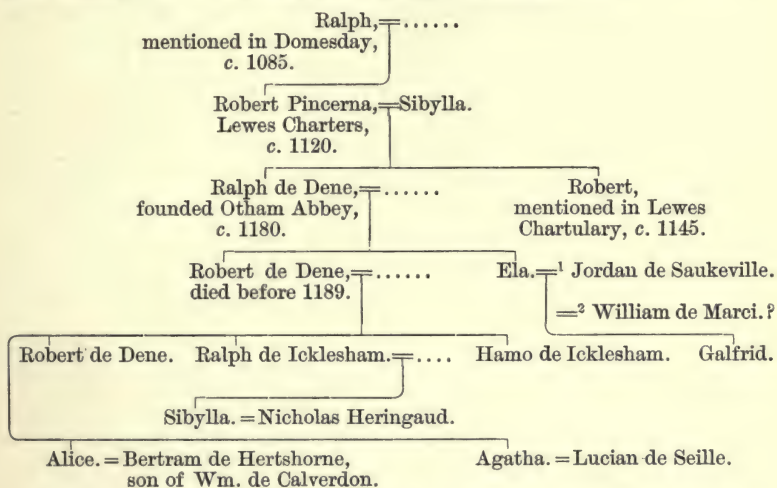 Ralph,=......
mentioned in Domesday,
c. 1085.
Robert Pincerna,=Sibylla.
Lewes Charters,
c. 1120.
Ralph de Dene,=......
founded Otham Abbey,
c. 1180.
Robert,
mentioned in Lewes
Chartulary, c. 1145.
Robert de Dene,=......
died before 1189.
Ela.=¹ Jordan de Saukeville.
=² William de Marci.?
Robert de Dene. Ralph de Icklesham.=.... Hamo de Icklesham. Galfrid.
Sibylla.=Nicholas Heringaud.
Alice.=Bertram de Hertshorne,
son of Wm. de Calverdon.
Agatha.=Lucian de Seille.